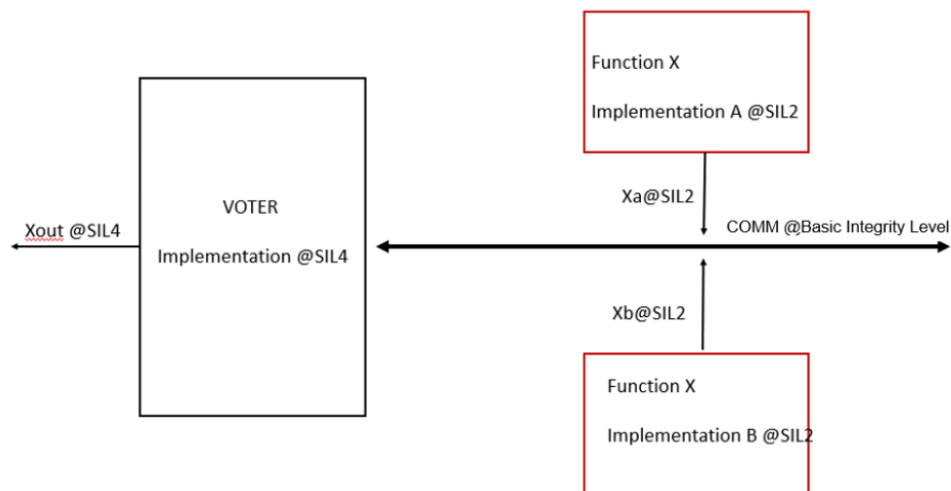 Function X
Implementation A @SIL2
Xa@SIL2
VOTER
Implementation @SIL4
Xout @SIL4
COMM @Basic Integrity Level
Xb@SIL2
Function X
Implementation B @SIL2